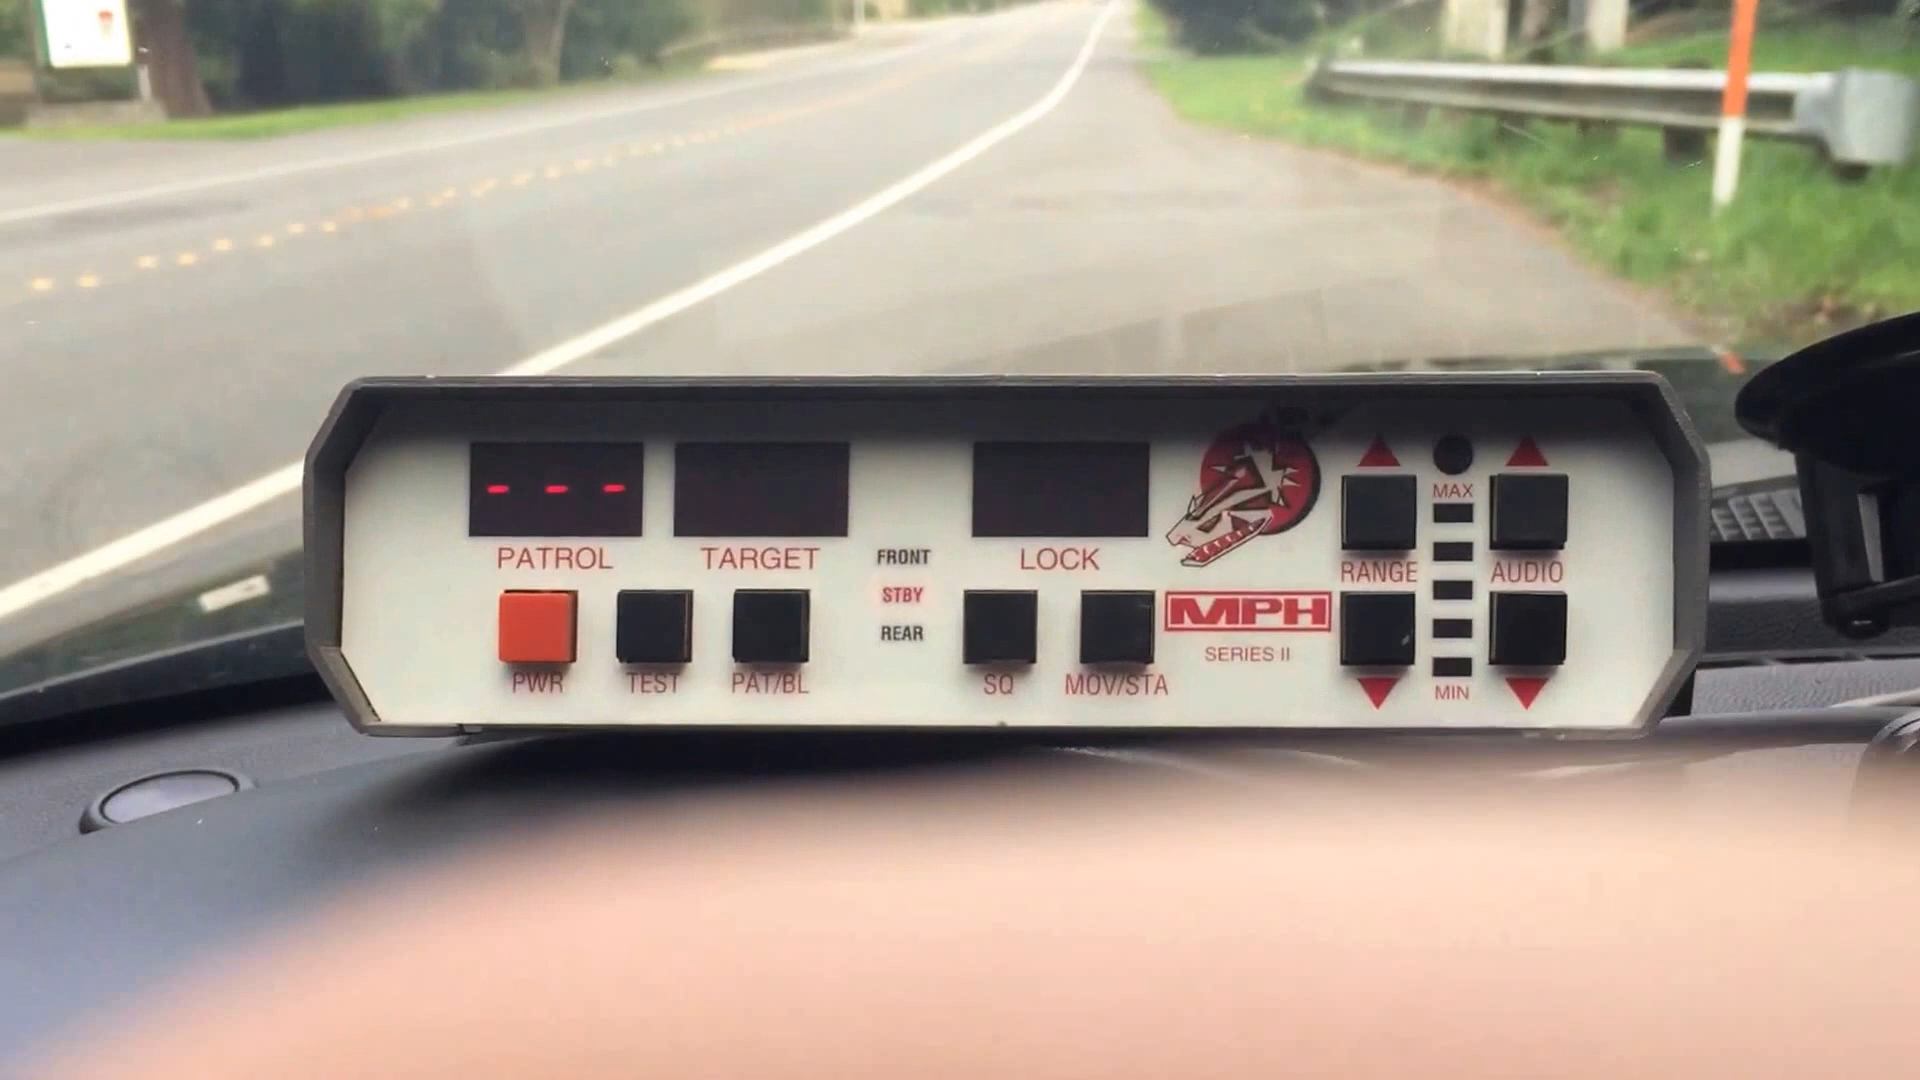 - - -
PATROL
TARGET
FRONT
STBY
REAR
LOCK
PWR
TEST
PAT/BL
SQ
MOV/STA
MPH
SERIES II
RANGE
MAX
MIN
AUDIO